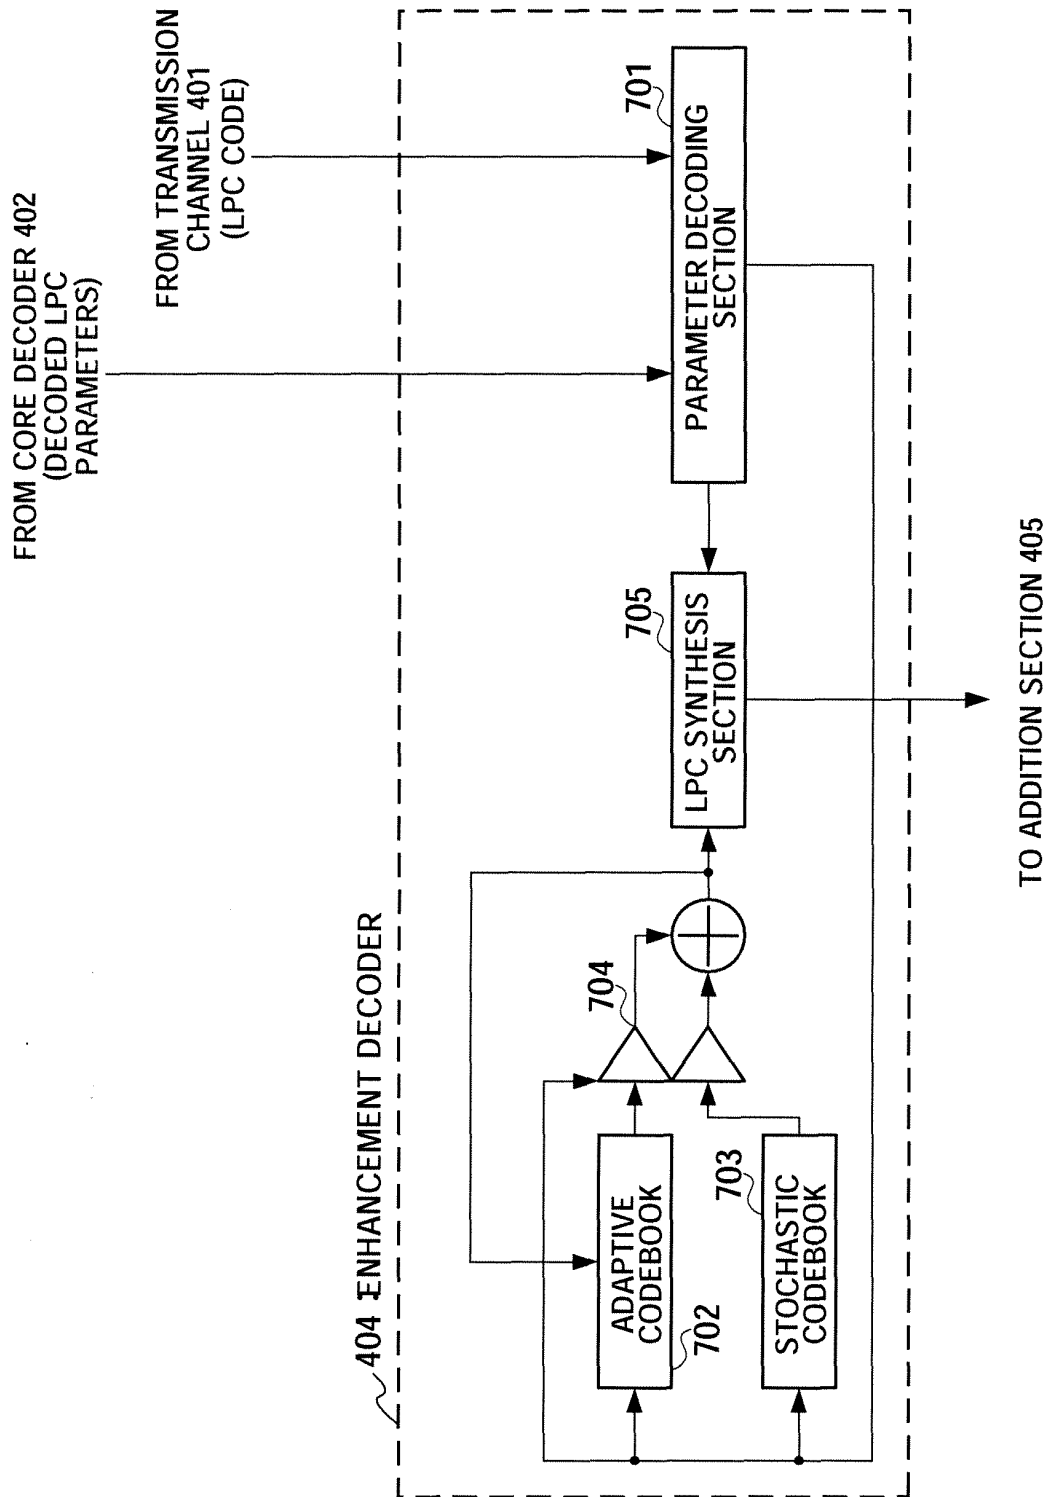 FROM CORE DECODER 402
(DECODED LPC
PARAMETERS)
FROM TRANSMISSION
CHANNEL 401
(LPC CODE)
404 ENHANCEMENT DECODER
702
ADAPTIVE
CODEBOOK
703
STOCHASTIC
CODEBOOK
704
705
LPC SYNTHESIS
SECTION
701
PARAMETER DECODING
SECTION
TO ADDITION SECTION 405